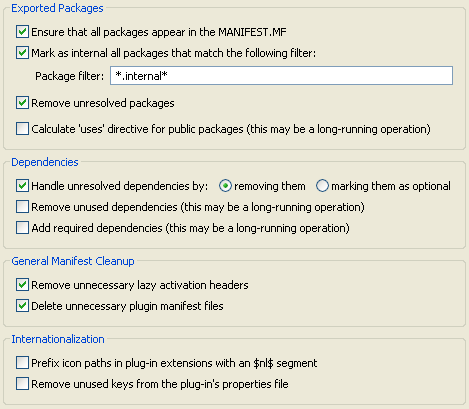 Exported Packages
Ensure that all packages appear in the MANIFEST.MF
Mark as internal all packages that match the following filter:
Package filter: *.internal*
Remove unresolved packages
Calculate 'uses' directive for public packages (this may be a long-running operation)
Dependencies
Handle unresolved dependencies by: removing them marking them as optional
Remove unused dependencies (this may be a long-running operation)
Add required dependencies (this may be a long-running operation)
General Manifest Cleanup
Remove unnecessary lazy activation headers
Delete unnecessary plugin manifest files
Internationalization
Prefix icon paths in plug-in extensions with an $nl$ segment
Remove unused keys from the plug-in's properties file